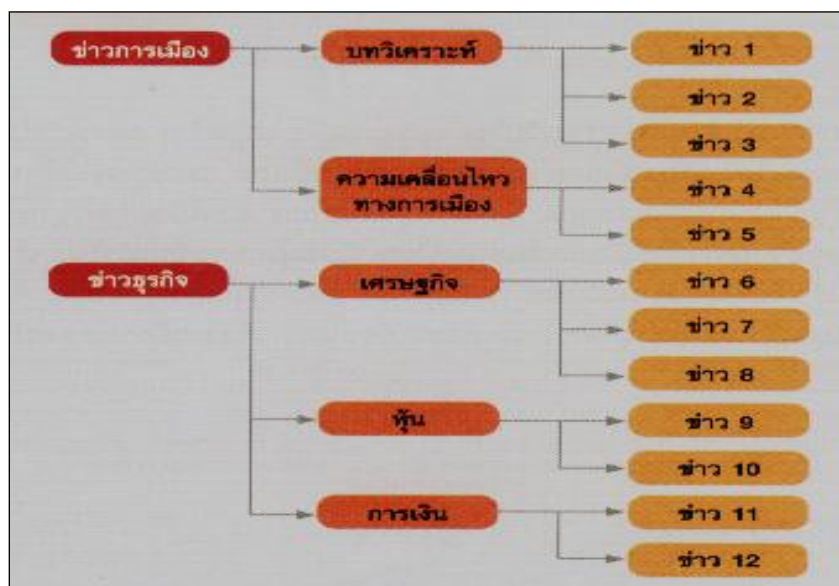 ข่าวการเมือง
บทวิเคราะห์
ข่าว 1
ข่าว 2
ข่าว 3
ความเคลื่อนไหว
ทางการเมือง
ข่าว 4
ข่าว 5
ข่าวธุรกิจ
เศรษฐกิจ
ข่าว 6
ข่าว 7
ข่าว 8
หุ้น
ข่าว 9
ข่าว 10
การเงิน
ข่าว 11
ข่าว 12